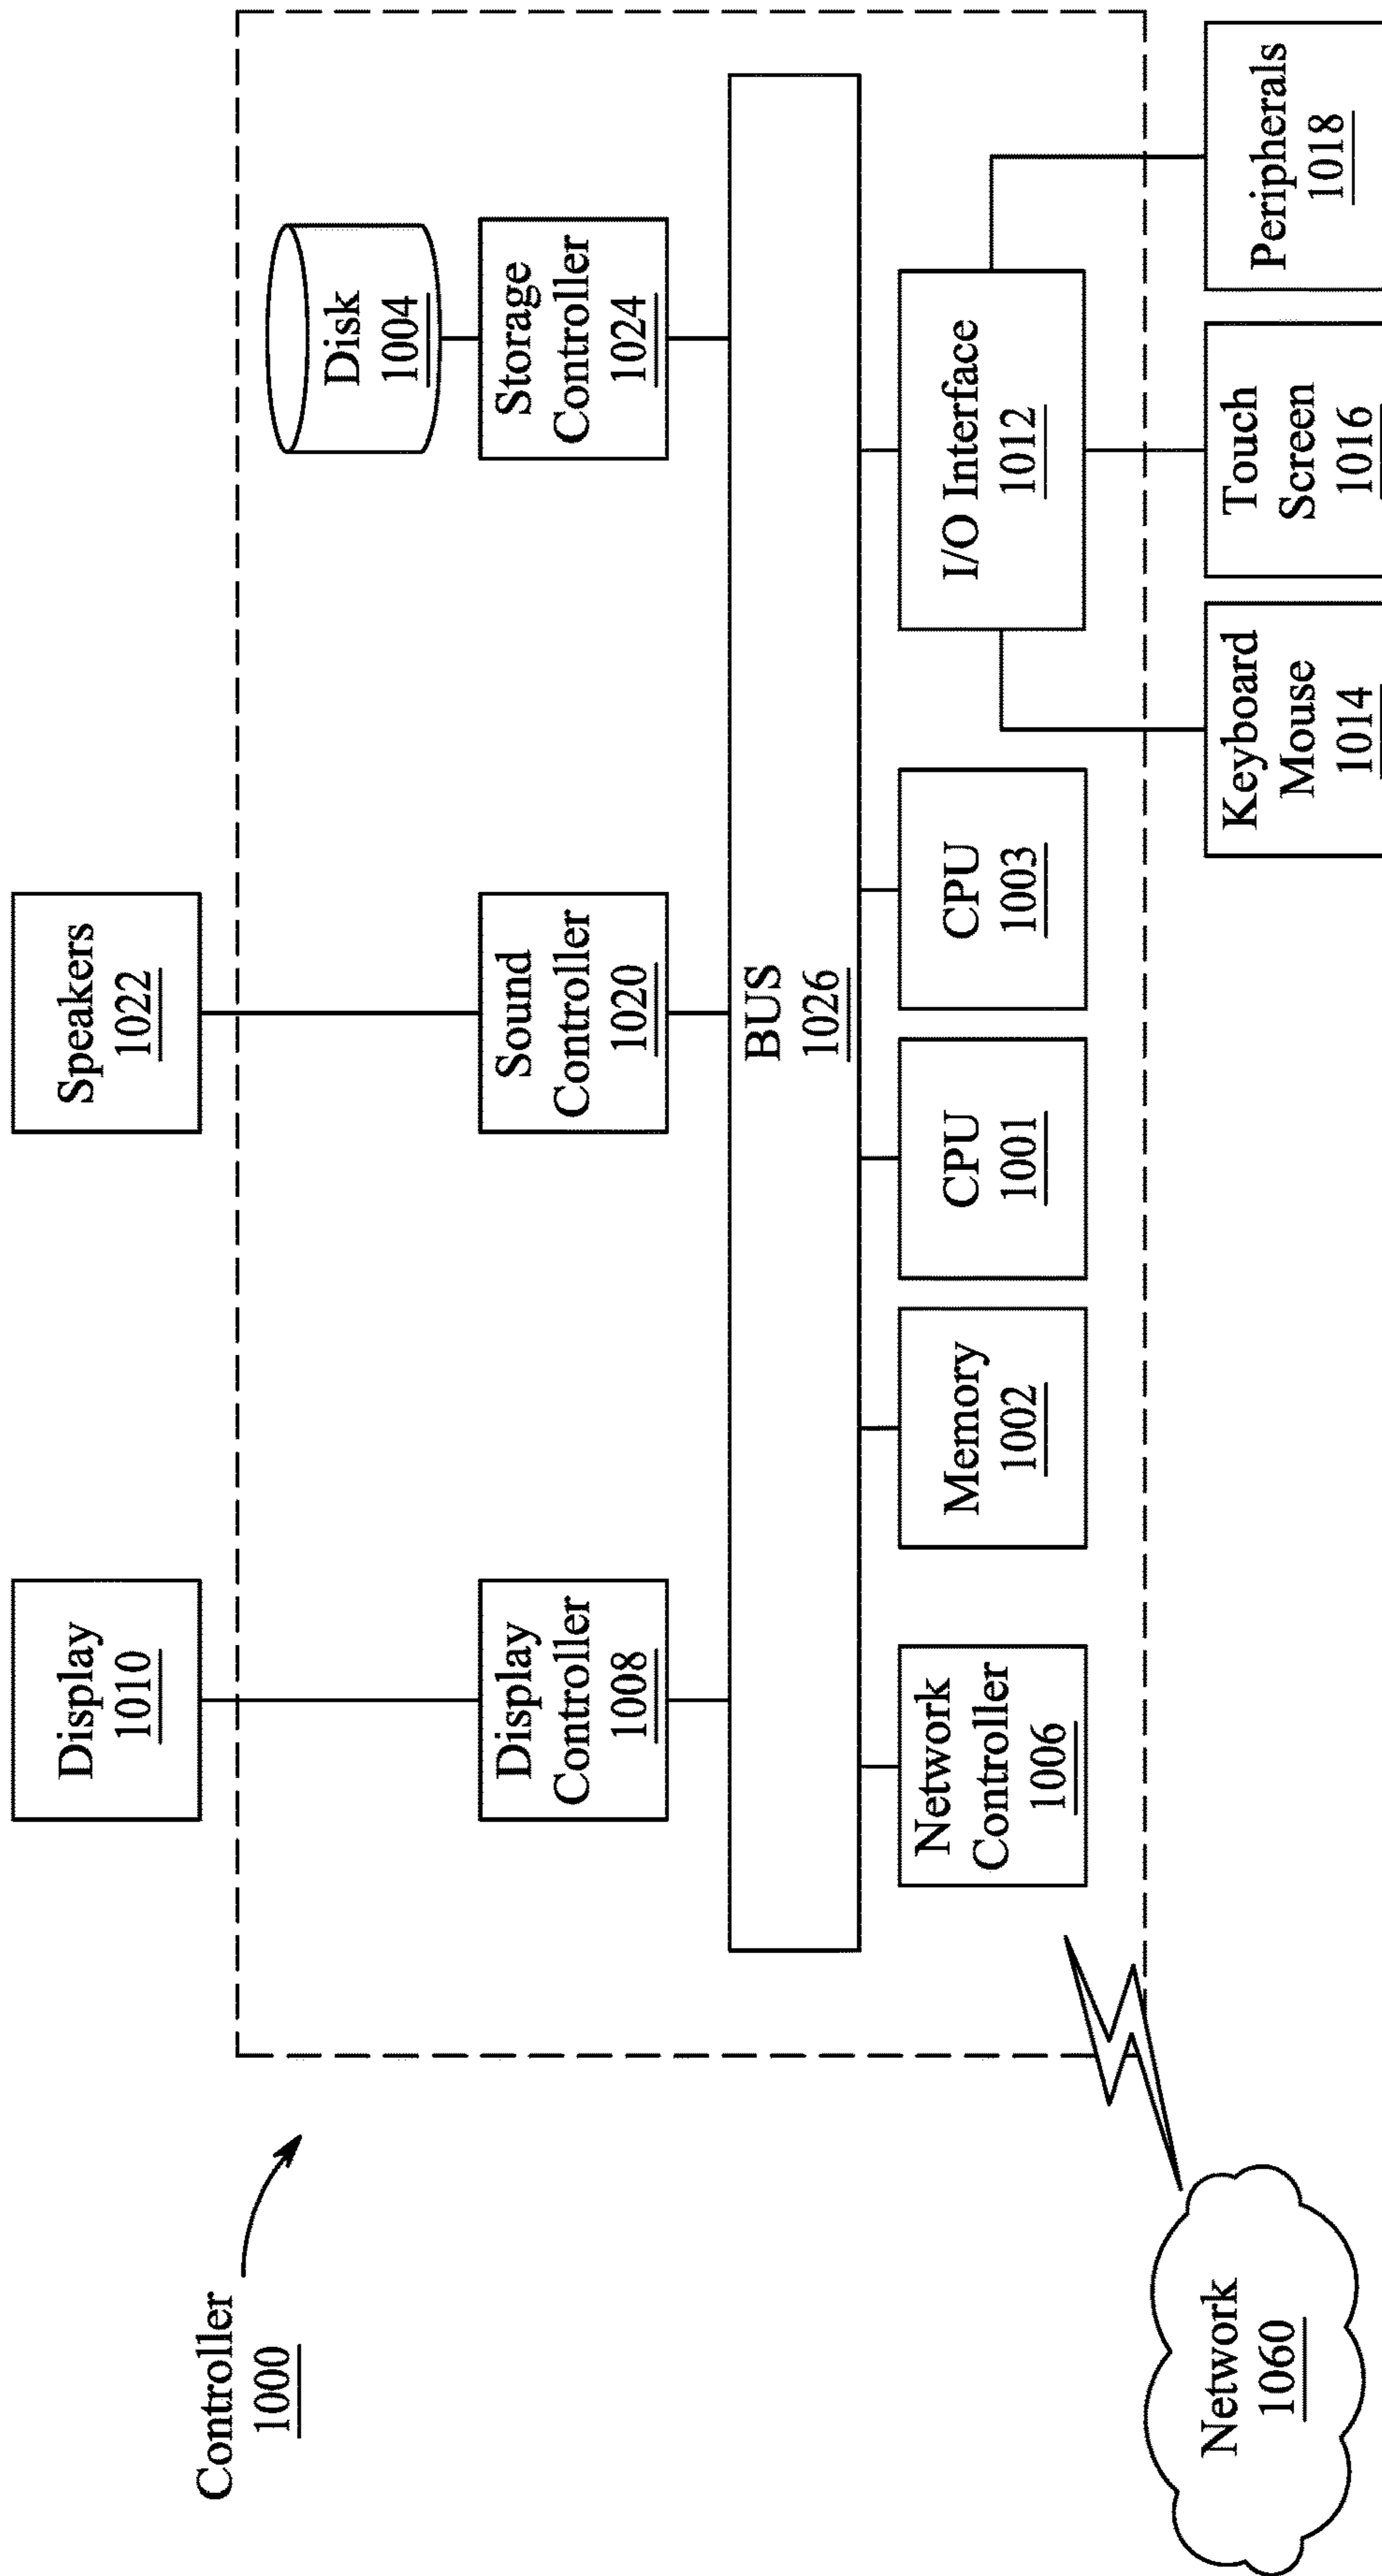 Controller
1000
Display
1010
Speakers
1022
Disk
1004
Display
Controller
1008
Sound
Controller
1020
Storage
Controller
1024
BUS
1026
Network
Controller
1006
Memory
1002
CPU
1001
CPU
1003
I/O Interface
1012
Network
1060
Keyboard
Mouse
1014
Touch
Screen
1016
Peripherals
1018